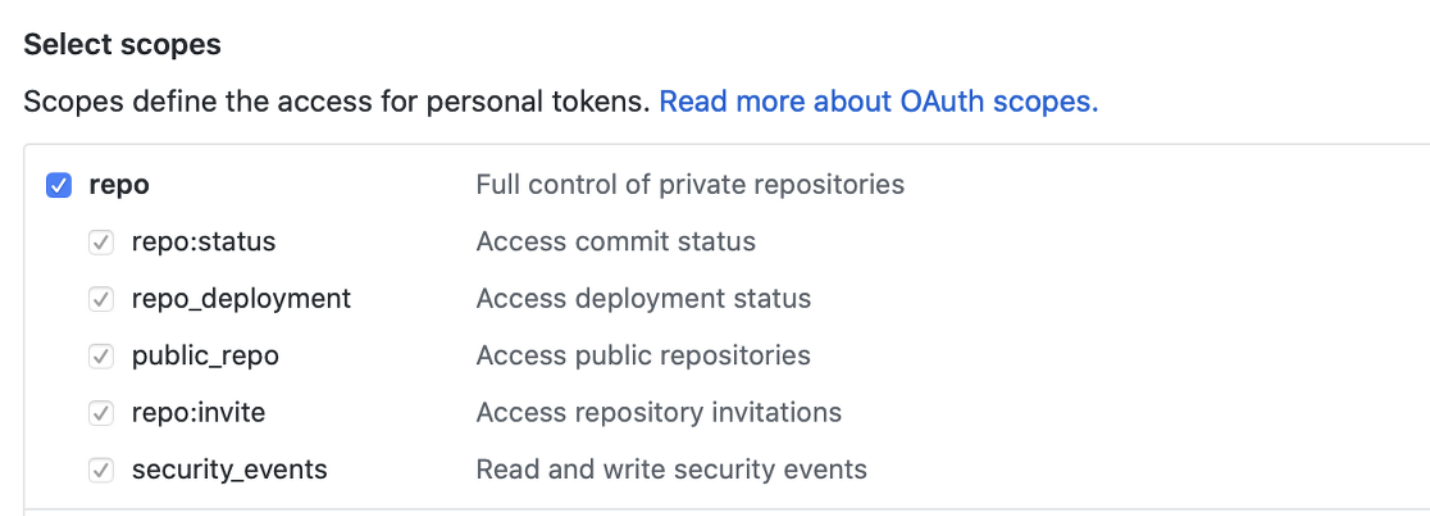 Select scopes
Scopes define the access for personal tokens. Read more about OAuth scopes.
repo Full control of private repositories
repo:status Access commit status
repo_deployment Access deployment status
public_repo Access public repositories
repo:invite Access repository invitations
security_events Read and write security events